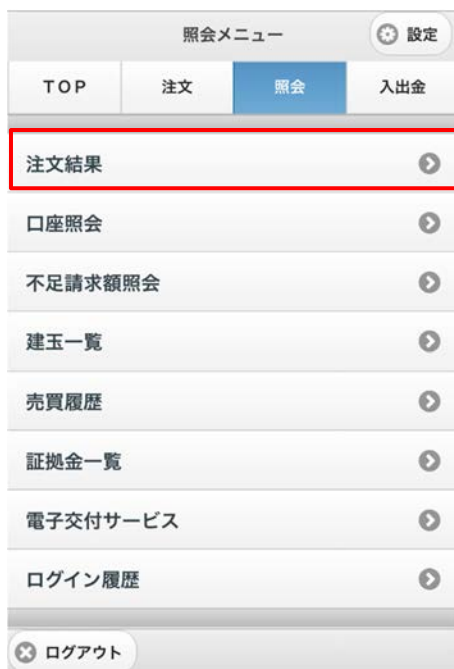 照会メニュー
設定
TOP 注文 照会 入出金
注文結果
口座照会
不足請求額照会
建玉一覧
売買履歴
証拠金一覧
電子交付サービス
ログイン履歴
ログアウト